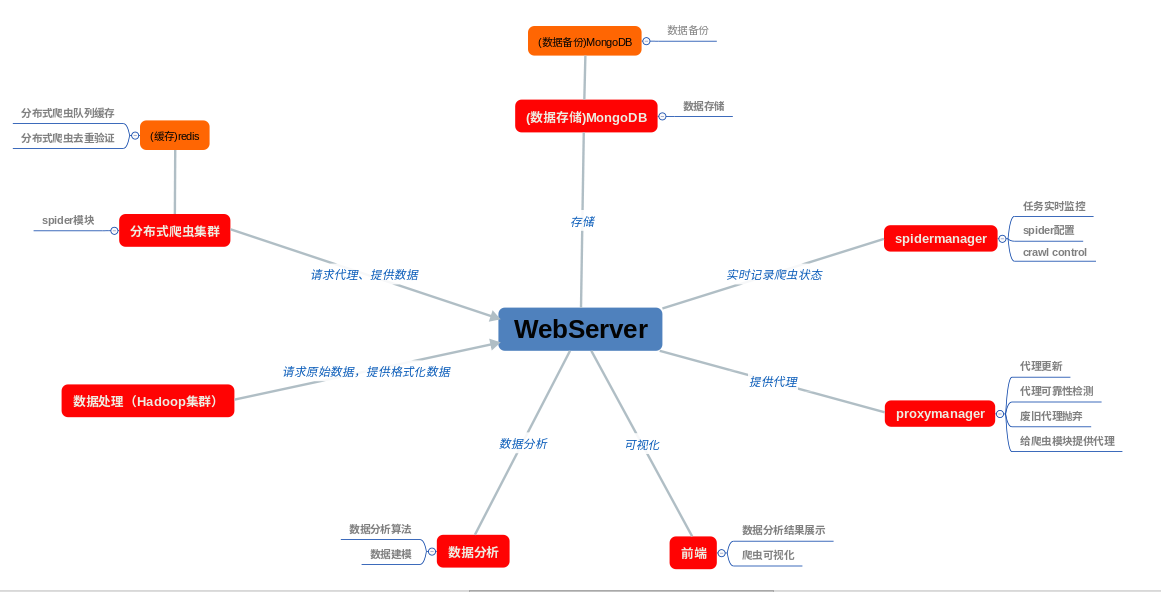 (数据备份)MongoDB
数据备份
(数据存储)MongoDB
数据存储
分布式爬虫队列缓存
分布式爬虫去重验证
(缓存)redis
spider模块
分布式爬虫集群
存储
请求代理、提供数据
实时记录爬虫状态
spidermanager
任务实时监控
spider配置
crawl control
WebServer
请求原始数据，提供格式化数据
数据处理（Hadoop集群）
提供代理
proxymanager
代理更新
代理可靠性检测
废旧代理抛弃
给爬虫模块提供代理
数据分析
可视化
数据分析算法
数据建模
数据分析
前端
数据分析结果展示
爬虫可视化